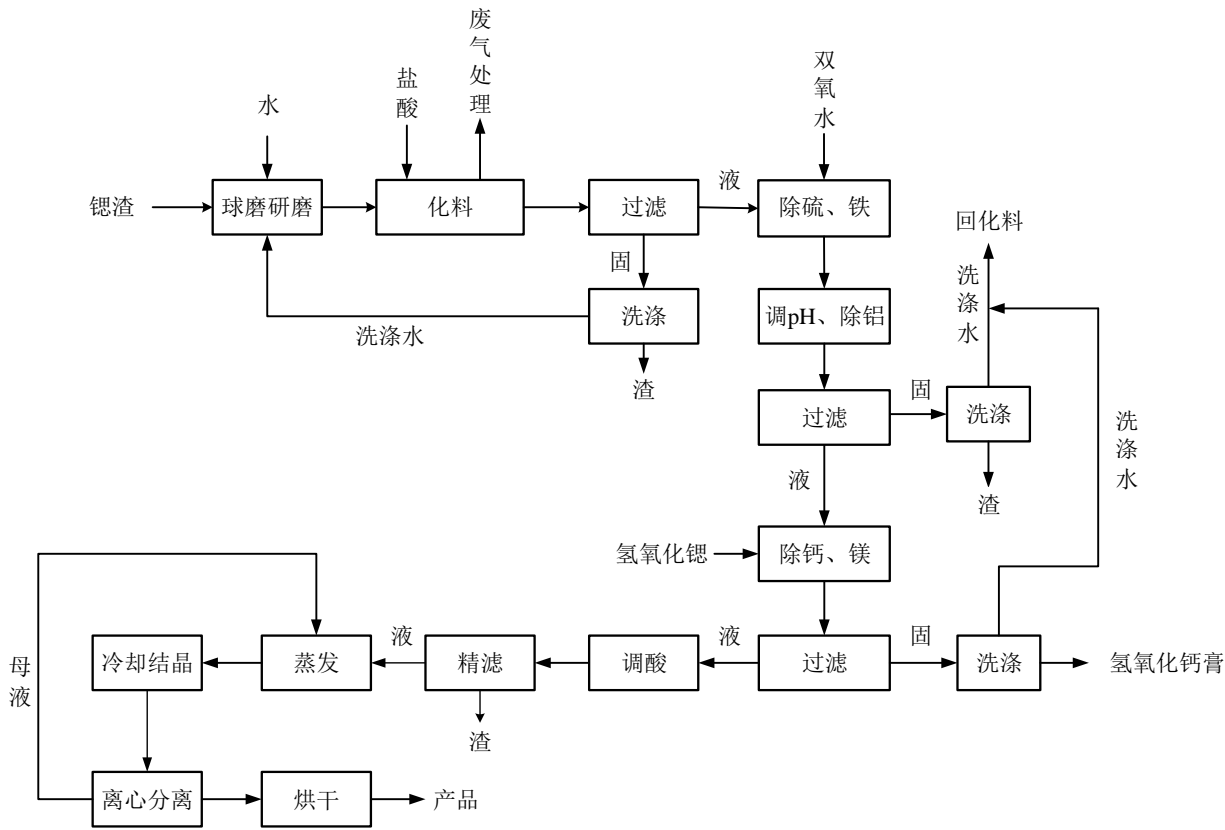 废气处理
盐酸
双氧水
水
锶渣
球磨研磨
化料
过滤
液
除硫、铁
回化料
固
洗涤
洗涤水
渣
调pH、除铝
洗涤水
过滤
固
洗涤
渣
洗涤水
液
氢氧化锶
除钙、镁
母液
冷却结晶
蒸发
液
精滤
调酸
液
过滤
固
洗涤
氢氧化钙膏
渣
离心分离
烘干
产品